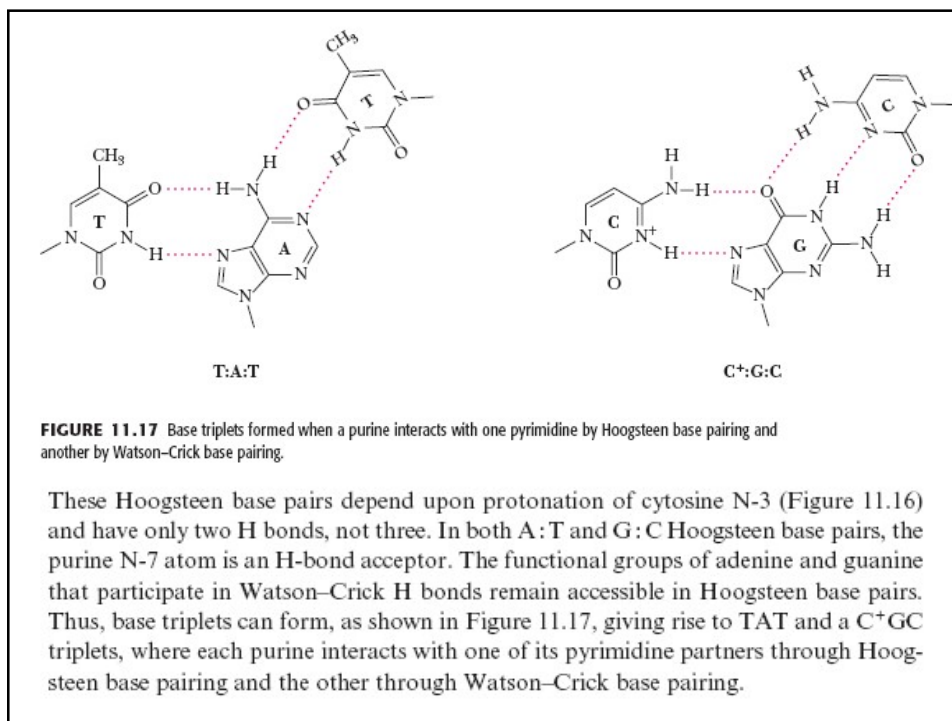 CH₃
O
T
N
N
H
O
H
CH₃
O
H—N
T
N
N
H
O
N
A
N
N
N
T:A:T
H
N
C
H
N
N
O
H
N—H
O
H
C
N⁺
N
H
O
N
N
G
H
N
H
N
N
C⁺:G:C
FIGURE 11.17 Base triplets formed when a purine interacts with one pyrimidine by Hoogsteen base pairing and
another by Watson–Crick base pairing.
These Hoogsteen base pairs depend upon protonation of cytosine N-3 (Figure 11.16)
and have only two H bonds, not three. In both A:T and G:C Hoogsteen base pairs, the
purine N-7 atom is an H-bond acceptor. The functional groups of adenine and guanine
that participate in Watson–Crick H bonds remain accessible in Hoogsteen base pairs.
Thus, base triplets can form, as shown in Figure 11.17, giving rise to TAT and a C⁺GC
triplets, where each purine interacts with one of its pyrimidine partners through Hoog-
steen base pairing and the other through Watson–Crick base pairing.